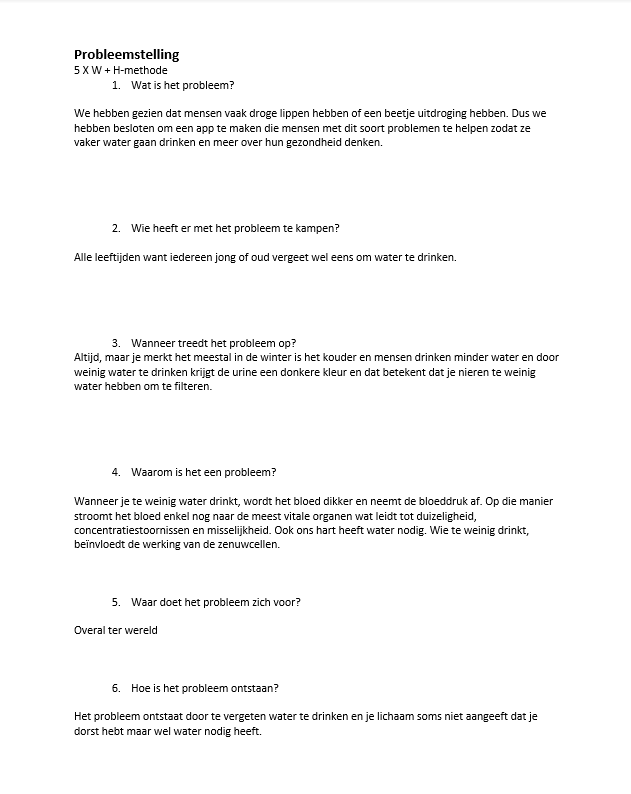 Probleemstelling
5 X W + H-methode
1. Wat is het probleem?
We hebben gezien dat mensen vaak droge lippen hebben of een beetje uitdroging hebben. Dus we
hebben besloten om een app te maken die mensen met dit soort problemen te helpen zodat ze
vaker water gaan drinken en meer over hun gezondheid denken.
2. Wie heeft er met het probleem te kampen?
Alle leeftijden want iedereen jong of oud vergeet wel eens om water te drinken.
3. Wanneer treedt het probleem op?
Altijd, maar je merkt het meestal in de winter is het kouder en mensen drinken minder water en door
weinig water te drinken krijgt de urine een donkere kleur en dat betekent dat je nieren te weinig
water hebben om te filteren.
4. Waarom is het een probleem?
Wanneer je te weinig water drinkt, wordt het bloed dikker en neemt de bloeddruk af. Op die manier
stroomt het bloed enkel nog naar de meest vitale organen wat leidt tot duizeligheid,
concentratiestoornissen en misselijkheid. Ook ons hart heeft water nodig. Wie te weinig drinkt,
beïnvloedt de werking van de zenuwcellen.
5. Waar doet het probleem zich voor?
Overal ter wereld
6. Hoe is het probleem ontstaan?
Het probleem ontstaat door te vergeten water te drinken en je lichaam soms niet aangeeft dat je
dorst hebt maar wel water nodig heeft.